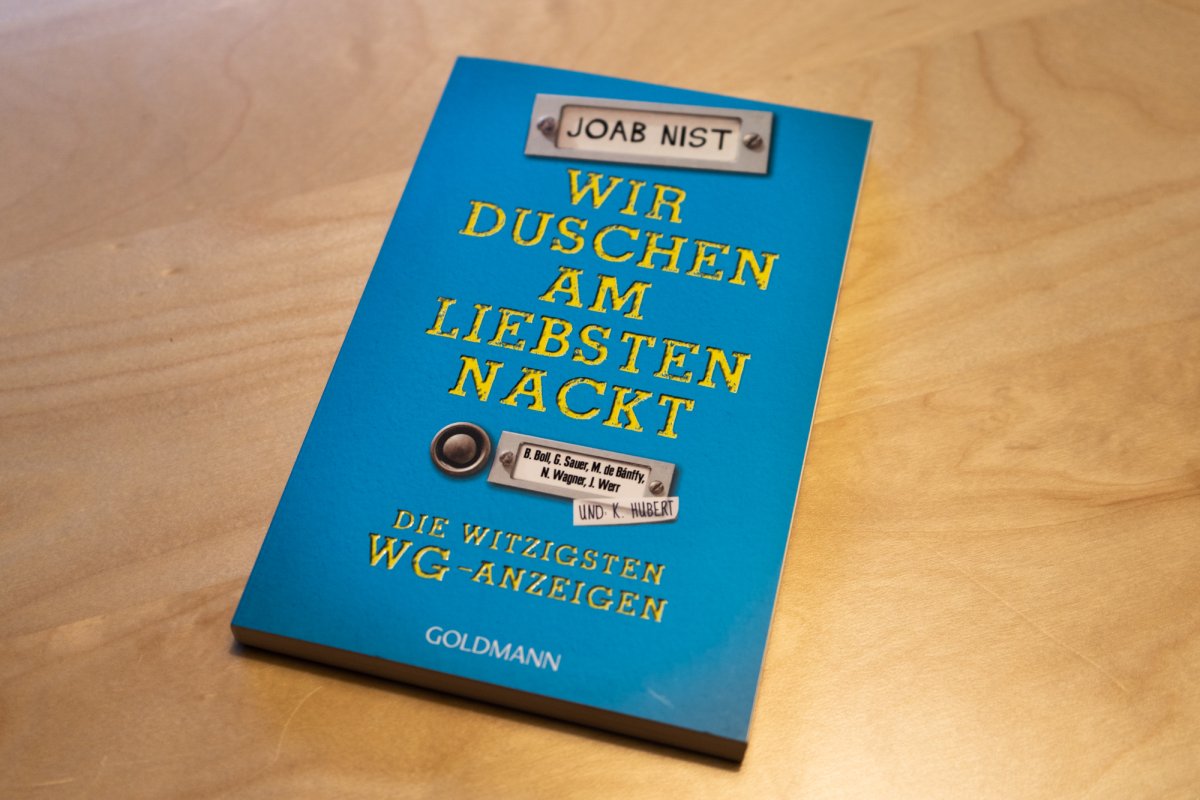 JOAB NIST
WIR
DUSCHEN
AM
LIEBSTEN
NACKT
B. Boll, G. Sauer, M. de Bánffy,
N. Wagner, J. Werr
UND K. HUBERT
DIE WITZIGSTEN
WG-ANZEIGEN
GOLDMANN